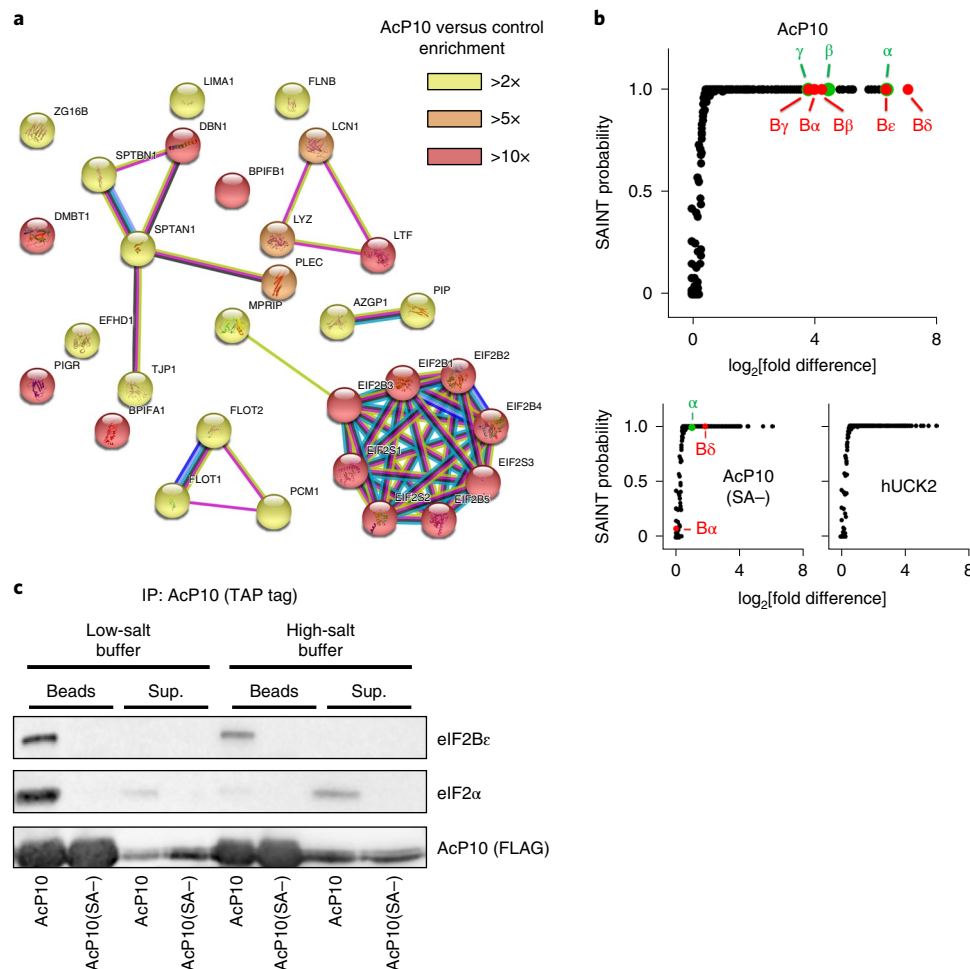 a
AcP10 versus control
enrichment
>2×
>5×
>10×
LIMA1
FLNB
ZG16B
DBN1
LCN1
SPTBN1
BPIFB1
DMBT1
SPTAN1
LYZ
LTF
PLEC
MPRIP
AZGP1
PIP
EFHD1
PIGR
TJP1
BPIFA1
EIF2B1
EIF2B2
EIF2B3
EIF2B4
EIF2S1
EIF2S3
EIF2S2
EIF2B5
FLOT2
FLOT1
PCM1
b
AcP10
γ β α
1.0
Bγ Bα Bβ Bε Bδ
0.5
0
SAINT probability
0 4 8
log2[fold difference]
α
1.0
Bδ
0.5
AcP10
(SA−)
hUCK2
Bα
0
SAINT probability
0 4 8 0 4 8
log2[fold difference]
c
IP: AcP10 (TAP tag)
Low-salt
buffer
High-salt
buffer
Beads Sup. Beads Sup.
eIF2Bε
eIF2α
AcP10 (FLAG)
AcP10
AcP10(SA−)
AcP10
AcP10(SA−)
AcP10
AcP10(SA−)
AcP10
AcP10(SA−)